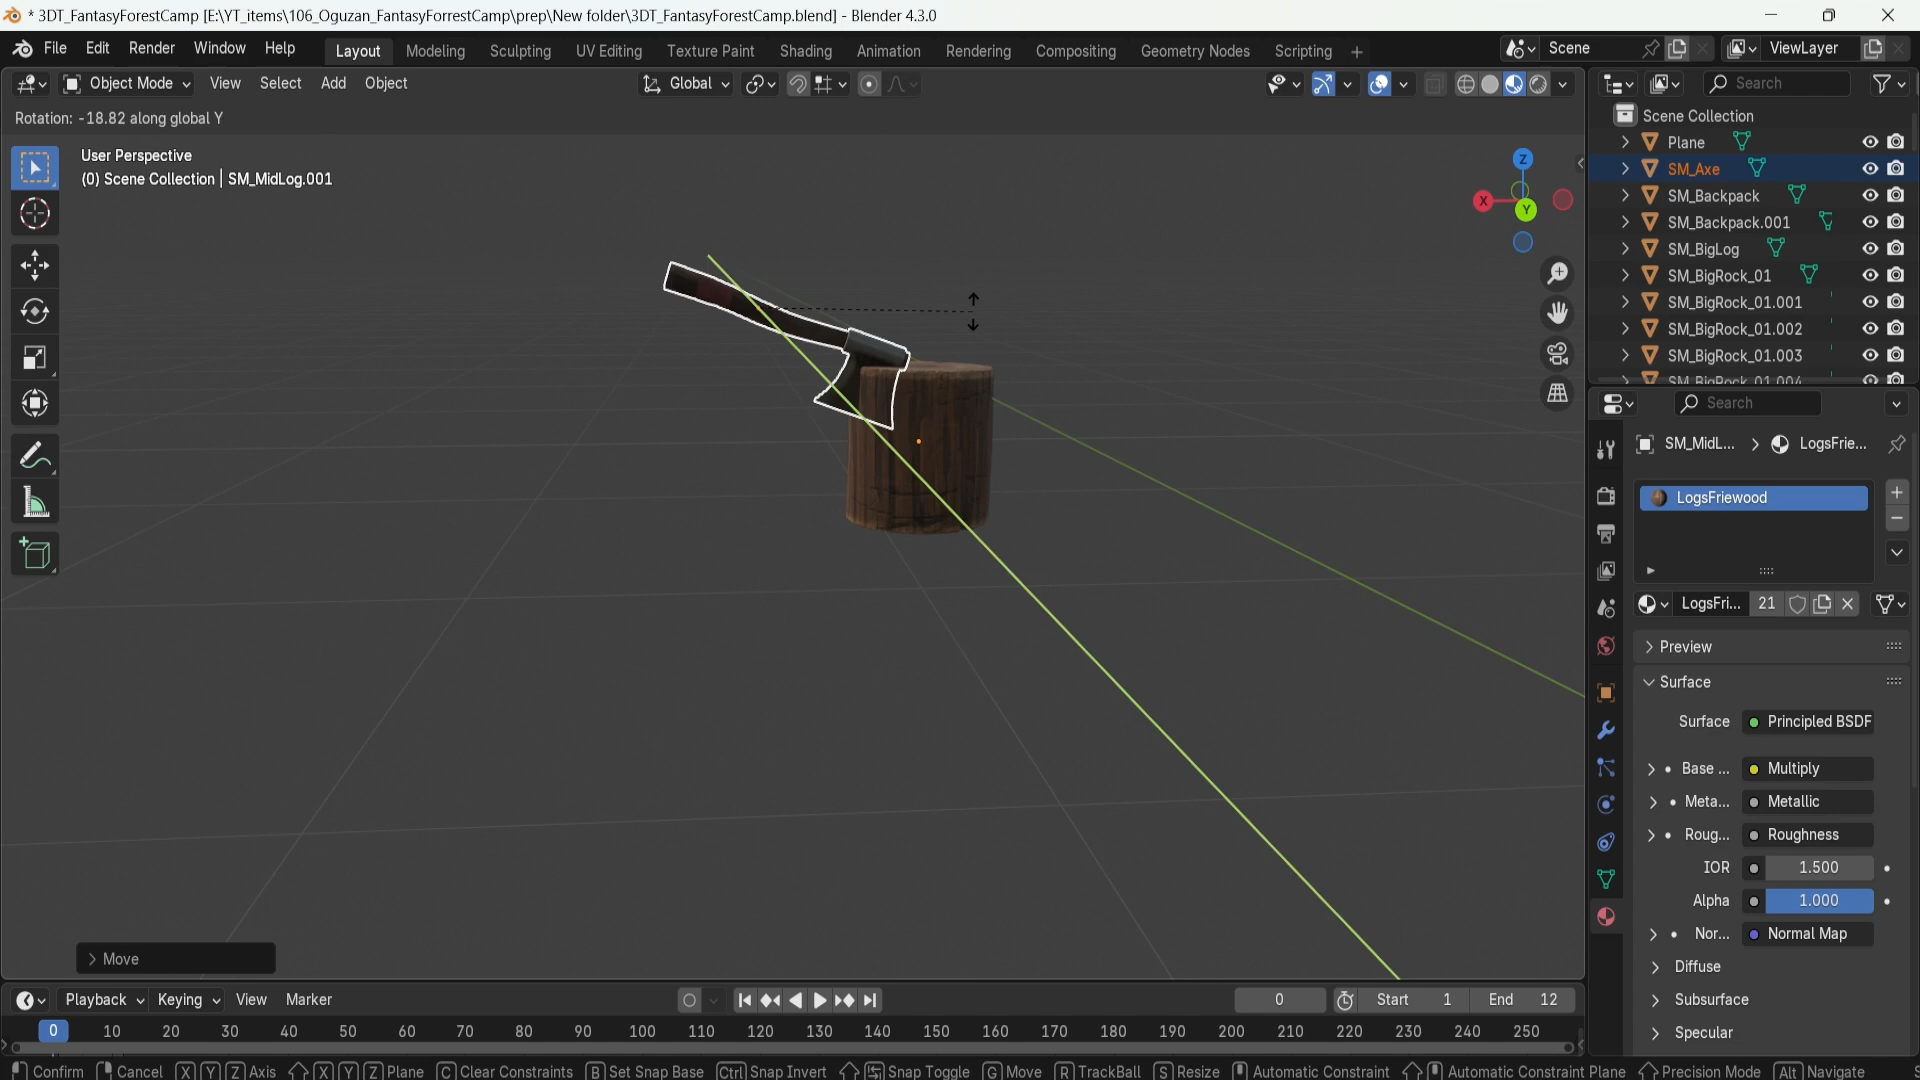 * 3DT_FantasyForestCamp [E:\YT_items\106_Oguzan_FantasyForrestCamp\prep\New folder\3DT_FantasyForestCamp.blend] - Blender 4.3.0
File Edit Render Window Help Layout Modeling Sculpting UV Editing Texture Paint Shading Animation Rendering Compositing Geometry Nodes Scripting + Scene ViewLayer
Object Mode View Select Add Object Global Search
Rotation: -18.82 along global Y
User Perspective
(0) Scene Collection | SM_MidLog.001
Z
X
Y
Scene Collection
Plane
SM_Axe
SM_Backpack
SM_Backpack.001
SM_BigLog
SM_BigRock_01
SM_BigRock_01.001
SM_BigRock_01.002
SM_BigRock_01.003
SM_BigRock_01.004
Search
SM_MidL... > LogsFrie...
LogsFriewood
LogsFri... 21
Preview
Surface
Surface Principled BSDF
Base ... Multiply
Meta... Metallic
Roug... Roughness
IOR 1.500
Alpha 1.000
Nor... Normal Map
Diffuse
Subsurface
Specular
> Move
Playback Keying View Marker 0 Start 1 End 12
0 10 20 30 40 50 60 70 80 90 100 110 120 130 140 150 160 170 180 190 200 210 220 230 240 250
Confirm Cancel X Y Z Axis X Y Z Plane C Clear Constraints B Set Snap Base Ctrl Snap Invert Snap Toggle G Move R TrackBall S Resize Automatic Constraint Automatic Constraint Plane Precision Mode Alt Navigate